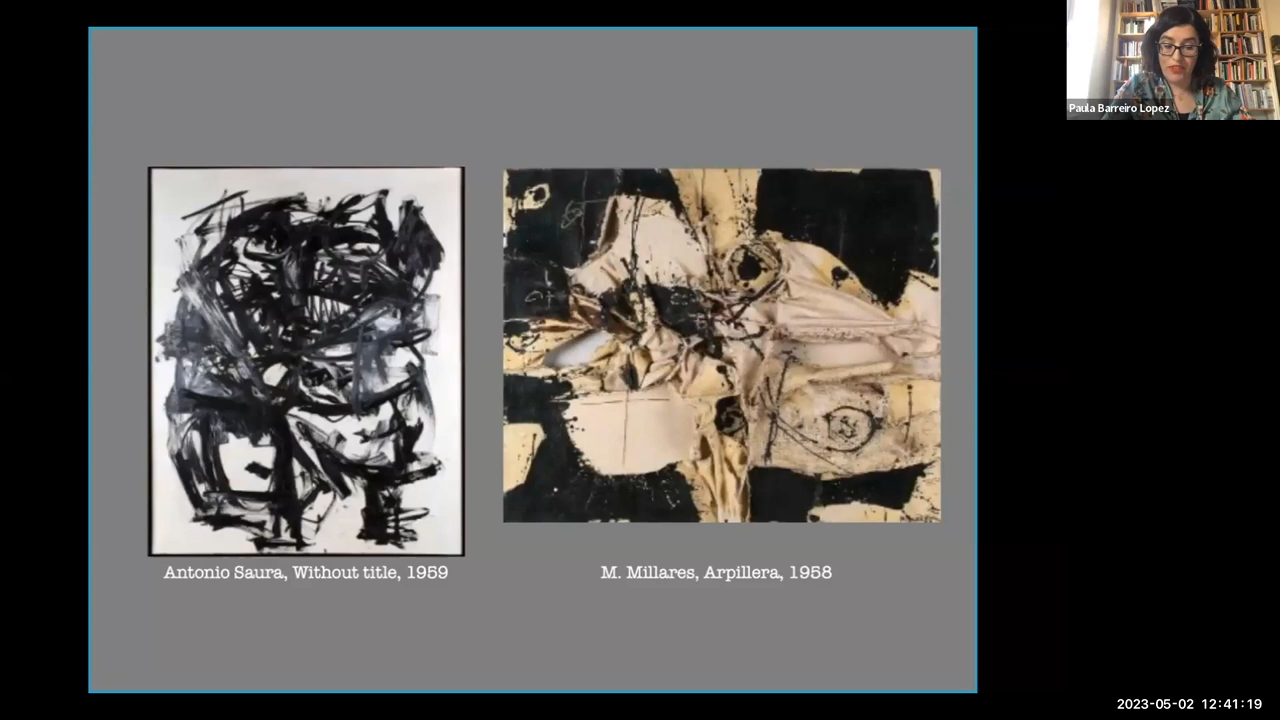 Paula Barreiro Lopez
Antonio Saura, Without title, 1959
M. Millares, Arpillera, 1958
2023-05-02 12:41:19